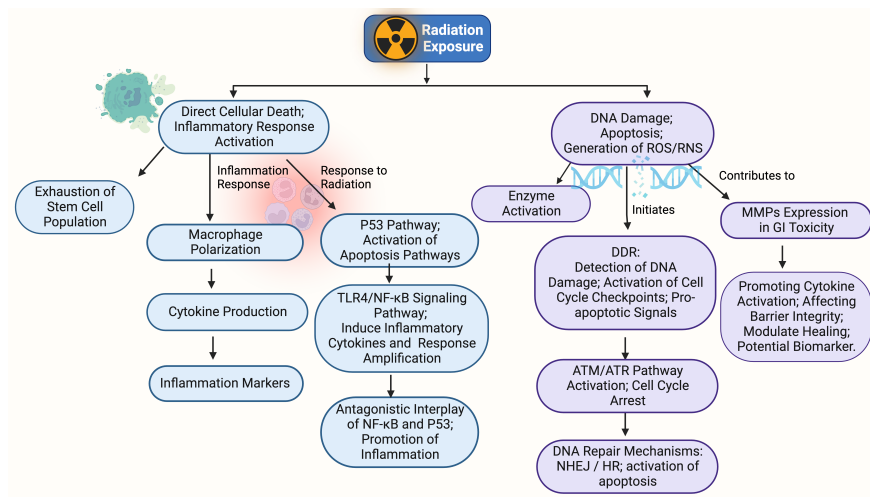 Radiation
Exposure
Direct Cellular Death;
Inflammatory Response
Activation
DNA Damage;
Apoptosis;
Generation of ROS/RNS
Inflammation
Response
Response to
Radiation
Contributes to
Exhaustion of
Stem Cell
Population
Enzyme
Activation
Initiates
MMPs Expression
in GI Toxicity
Macrophage
Polarization
P53 Pathway;
Activation of
Apoptosis Pathways
DDR:
Detection of DNA
Damage; Activation of Cell
Cycle Checkpoints; Pro-
apoptotic Signals
Promoting Cytokine
Activation; Affecting
Barrier Integrity;
Modulate Healing;
Potential Biomarker.
Cytokine Production
TLR4/NF-κB Signaling
Pathway;
Induce Inflammatory
Cytokines and Response
Amplification
Inflammation Markers
ATM/ATR Pathway
Activation; Cell Cycle
Arrest
Antagonistic Interplay
of NF-κB and P53;
Promotion of
Inflammation
DNA Repair Mechanisms:
NHEJ / HR; activation of
apoptosis